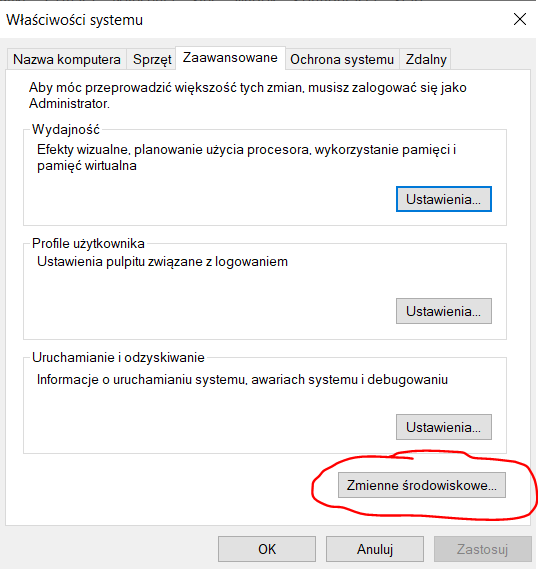 Właściwości systemu
Nazwa komputera
Sprzęt
Zaawansowane
Ochrona systemu
Zdalny
Aby móc przeprowadzić większość tych zmian, musisz zalogować się jako
Administrator.
Wydajność
Efekty wizualne, planowanie użycia procesora, wykorzystanie pamięci i
pamięć wirtualna
Ustawienia...
Profile użytkownika
Ustawienia pulpitu związane z logowaniem
Ustawienia...
Uruchamianie i odzyskiwanie
Informacje o uruchamianiu systemu, awariach systemu i debugowaniu
Ustawienia...
Zmienne środowiskowe...
OK
Anuluj
Zastosuj